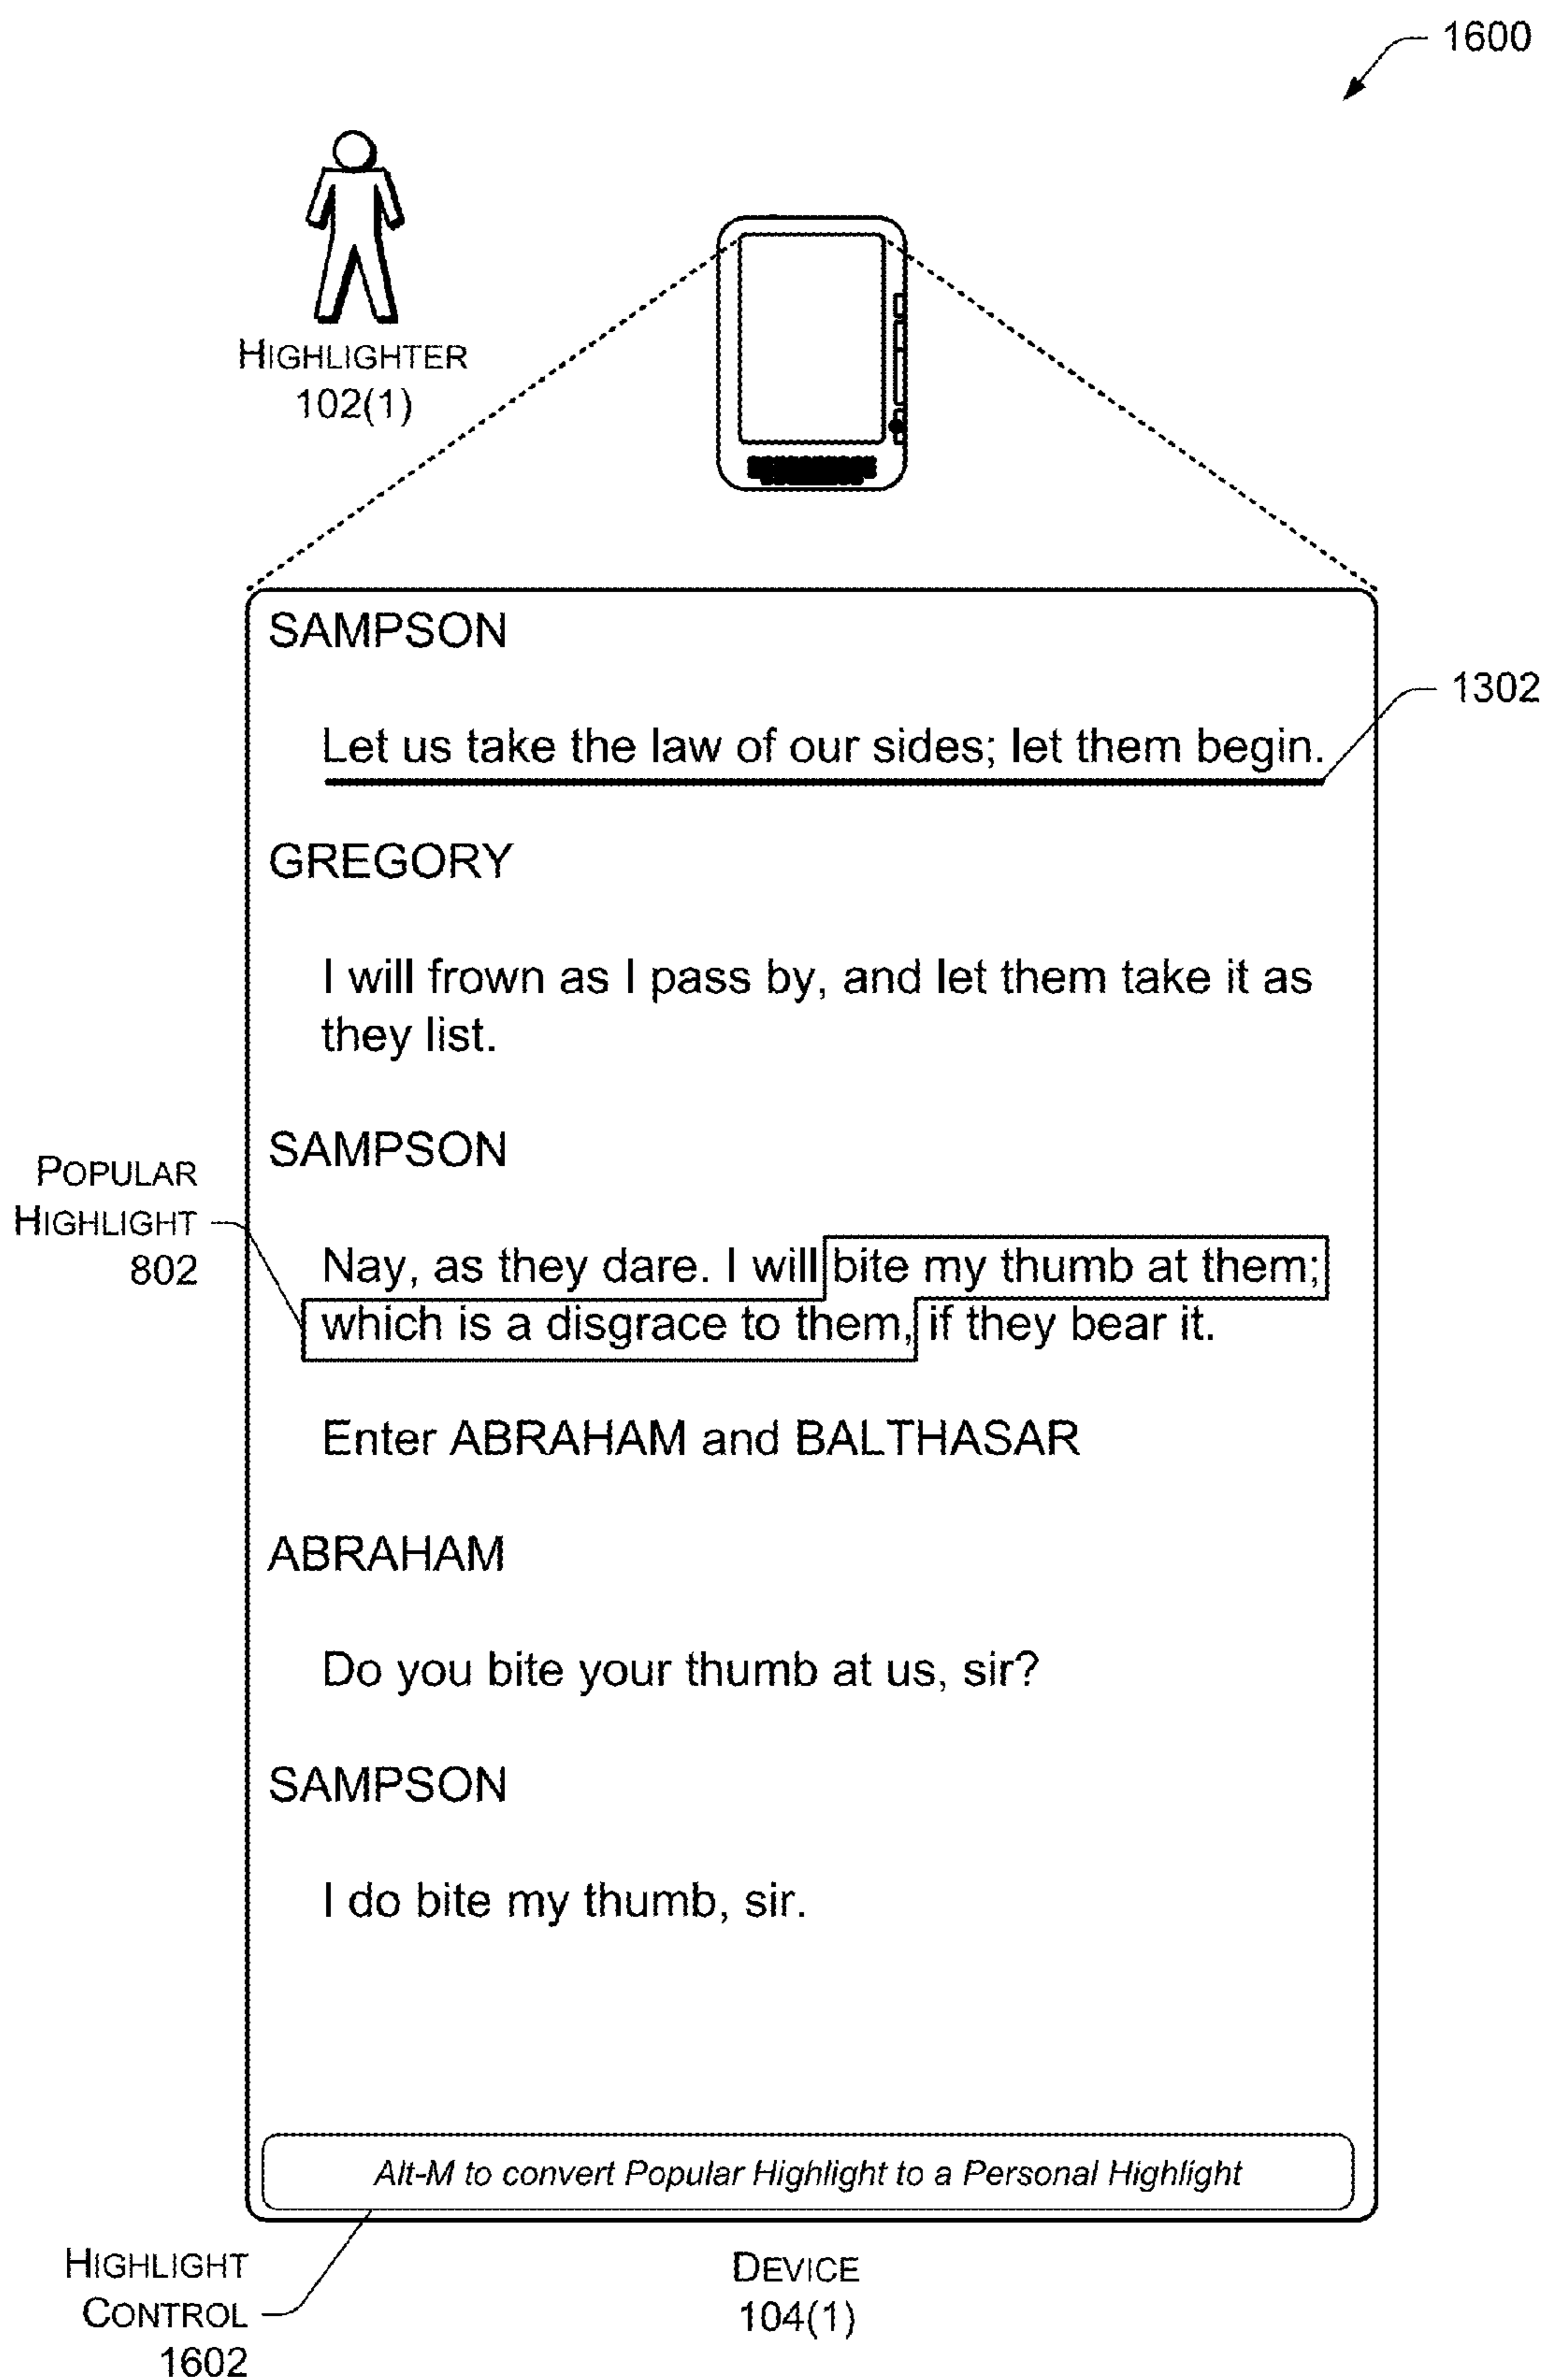 1600
HIGHLIGHTER
102(1)
SAMPSON
1302
Let us take the law of our sides; let them begin.
GREGORY
I will frown as I pass by, and let them take it as
they list.
SAMPSON
POPULAR
HIGHLIGHT
802
Nay, as they dare. I will bite my thumb at them;
which is a disgrace to them, if they bear it.
Enter ABRAHAM and BALTHASAR
ABRAHAM
Do you bite your thumb at us, sir?
SAMPSON
I do bite my thumb, sir.
Alt-M to convert Popular Highlight to a Personal Highlight
HIGHLIGHT
CONTROL
1602
DEVICE
104(1)